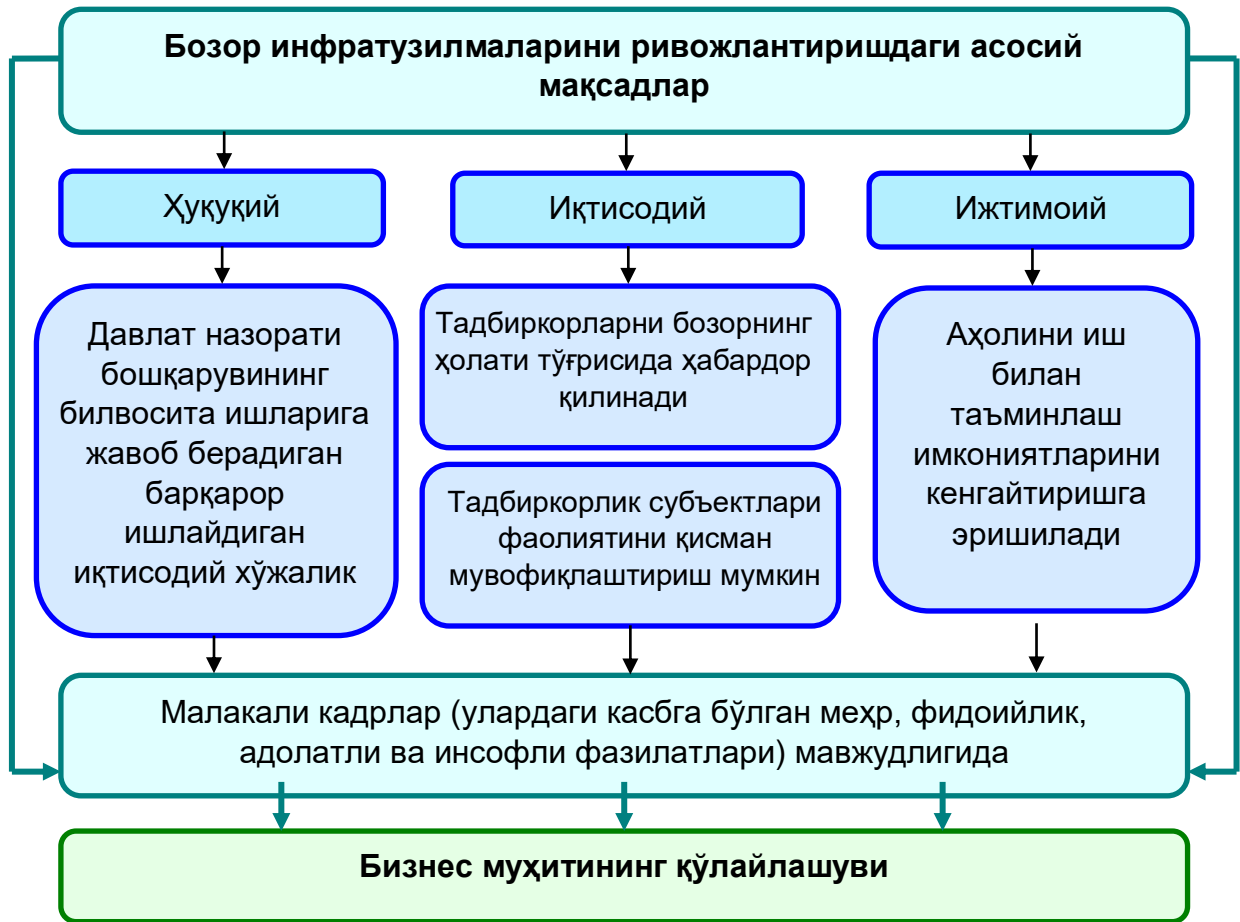 Бозор инфратузилмаларини ривожлантиришдаги асосий
мақсадлар
Ҳуқуқий
Иқтисодий
Ижтимоий
Давлат назорати
бошқарувининг
билвосита ишларига
жавоб берадиган
барқарор
ишлайдиган
иқтисодий хўжалик
Тадбиркорларни бозорнинг
ҳолати тўғрисида ҳабардор
қилинади
Тадбиркорлик субъектлари
фаолиятини қисман
мувофиқлаштириш мумкин
Аҳолини иш
билан
таъминлаш
имкониятларини
кенгайтиришга
эришилади
Малакали кадрлар (улардаги касбга бўлган меҳр, фидоийлик,
адолатли ва инсофли фазилатлари) мавжудлигида
Бизнес муҳитининг қўлайлашуви